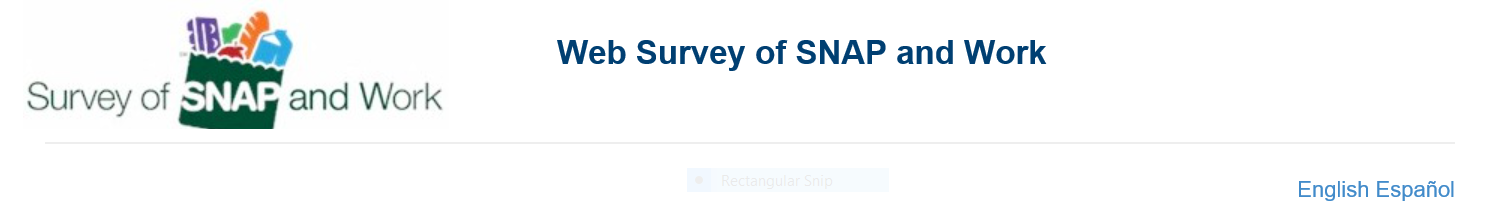 Web Survey of SNAP and Work
Survey of SNAP and Work
Rectangular Snip
English Español